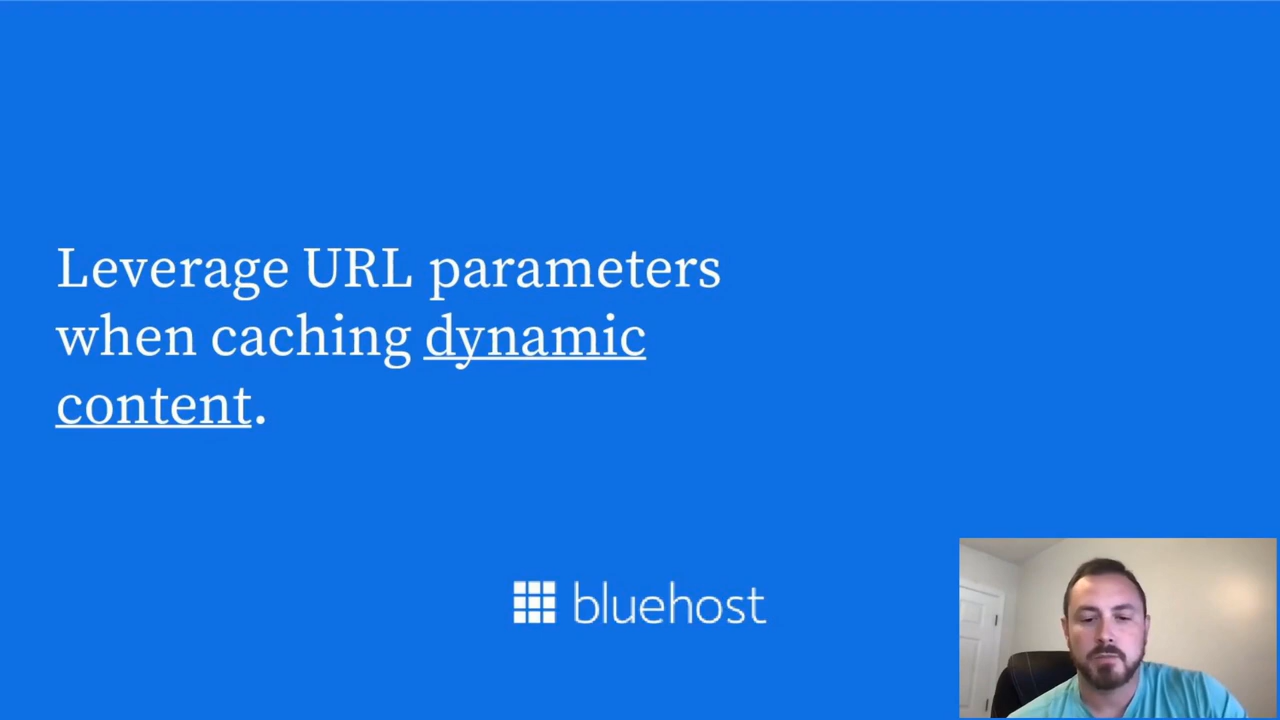 Leverage URL parameters
when caching dynamic
content.
bluehost